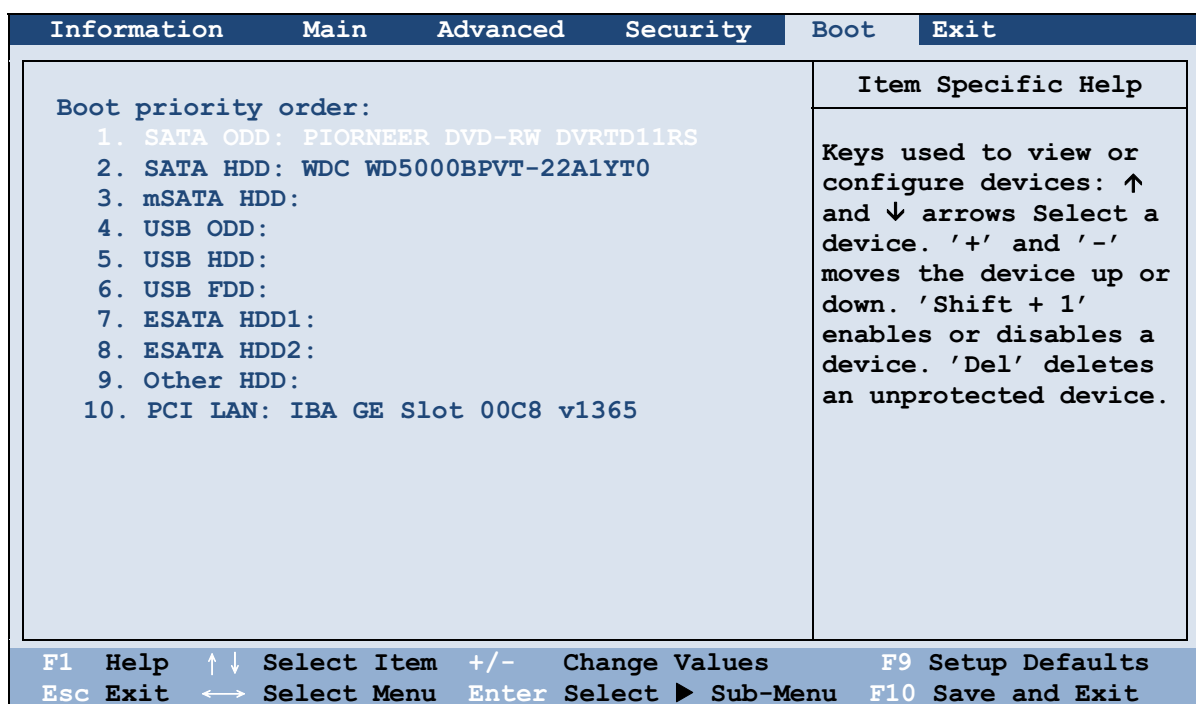 Information Main Advanced Security Boot Exit
Boot priority order:
1. SATA ODD: PIORNEER DVD-RW DVRTD11RS
2. SATA HDD: WDC WD5000BPVT-22A1YT0
3. mSATA HDD:
4. USB ODD:
5. USB HDD:
6. USB FDD:
7. ESATA HDD1:
8. ESATA HDD2:
9. Other HDD:
10. PCI LAN: IBA GE Slot 00C8 v1365
Item Specific Help
Keys used to view or
configure devices: ↑
and ↓ arrows Select a
device. ′+′ and ′-′
moves the device up or
down. ′Shift + 1′
enables or disables a
device. ′Del′ deletes
an unprotected device.
F1 Help ↑↓ Select Item +/- Change Values F9 Setup Defaults
Esc Exit ←→ Select Menu Enter Select ▶ Sub-Menu F10 Save and Exit